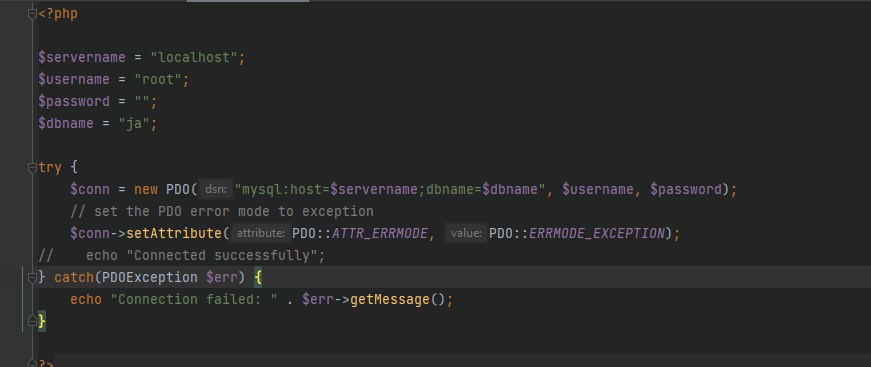 <?php
$servername = "localhost";
$username = "root";
$password = "";
$dbname = "ja";
try {
$conn = new PDO( dsn: "mysql:host=$servername;dbname=$dbname", $username, $password);
// set the PDO error mode to exception
$conn->setAttribute( attribute: PDO::ATTR_ERRMODE, value: PDO::ERRMODE_EXCEPTION);
// echo "Connected successfully";
} catch(PDOException $err) {
echo "Connection failed: " . $err->getMessage();
}
?>